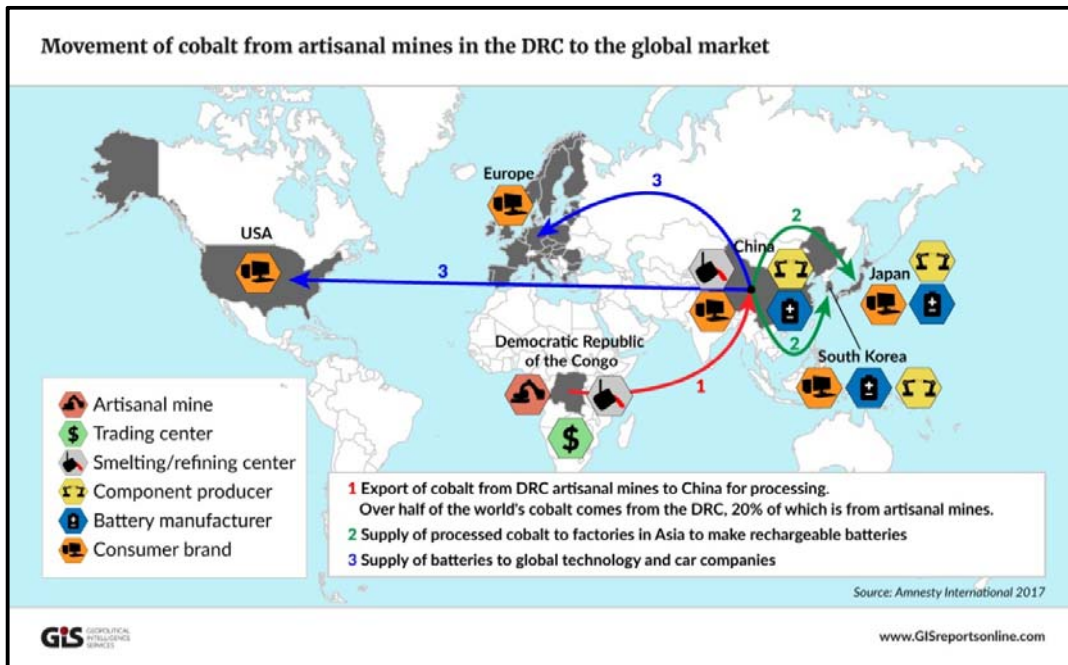 Movement of cobalt from artisanal mines in the DRC to the global market
Europe
3
2
USA
China
Japan
3
Democratic Republic
of the Congo
2
South Korea
1
Artisanal mine
$ Trading center
Smelting/refining center
Component producer
Battery manufacturer
Consumer brand
$
1 Export of cobalt from DRC artisanal mines to China for processing.
Over half of the world's cobalt comes from the DRC, 20% of which is from artisanal mines.
2 Supply of processed cobalt to factories in Asia to make rechargeable batteries
3 Supply of batteries to global technology and car companies
Source: Amnesty International 2017
GIS GEOPOLITICAL
INTELLIGENCE
SERVICES
www.GISreportsonline.com